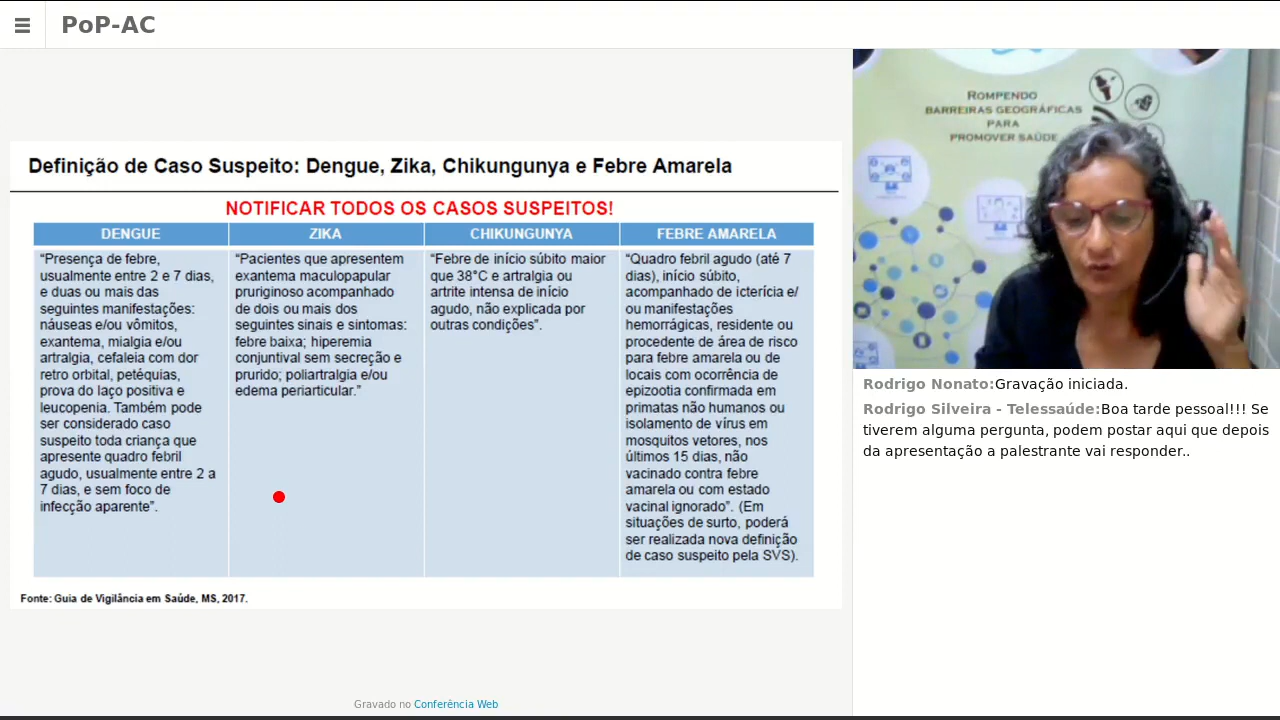 PoP-AC
Definição de Caso Suspeito: Dengue, Zika, Chikungunya e Febre Amarela
NOTIFICAR TODOS OS CASOS SUSPEITOS!
DENGUE
“Presença de febre,
usualmente entre 2 e 7 dias,
e duas ou mais das
seguintes manifestações:
náuseas e/ou vômitos,
exantema, mialgia e/ou
artralgia, cefaleia com dor
retro orbital, petéquias,
prova do laço positiva e
leucopenia. Também pode
ser considerado caso
suspeito toda criança que
apresente quadro febril
agudo, usualmente entre 2 a
7 dias, e sem foco de
infecção aparente”.
ZIKA
“Pacientes que apresentem
exantema maculopapular
pruriginoso acompanhado
de dois ou mais dos
seguintes sinais e sintomas:
febre baixa; hiperemia
conjuntival sem secreção e
prurido; poliartralgia e/ou
edema periarticular.”
CHIKUNGUNYA
“Febre de início súbito maior
que 38°C e artralgia ou
artrite intensa de início
agudo, não explicada por
outras condições”.
FEBRE AMARELA
“Quadro febril agudo (até 7
dias), início súbito,
acompanhado de icterícia e/
ou manifestações
hemorrágicas, residente ou
procedente de área de risco
para febre amarela ou de
locais com ocorrência de
epizootia confirmada em
primatas não humanos ou
isolamento de vírus em
mosquitos vetores, nos
últimos 15 dias, não
vacinado contra febre
amarela ou com estado
vacinal ignorado”. (Em
situações de surto, poderá
ser realizada nova definição
de caso suspeito pela SVS).
Fonte: Guia de Vigilância em Saúde, MS, 2017.
Gravado no Conferência Web
ROMPENDO
BARREIRAS GEOGRÁFICAS
PARA
PROMOVER SAÚDE
Rodrigo Nonato:Gravação iniciada.
Rodrigo Silveira - Telessaúde:Boa tarde pessoal!!! Se
tiverem alguma pergunta, podem postar aqui que depois
da apresentação a palestrante vai responder..